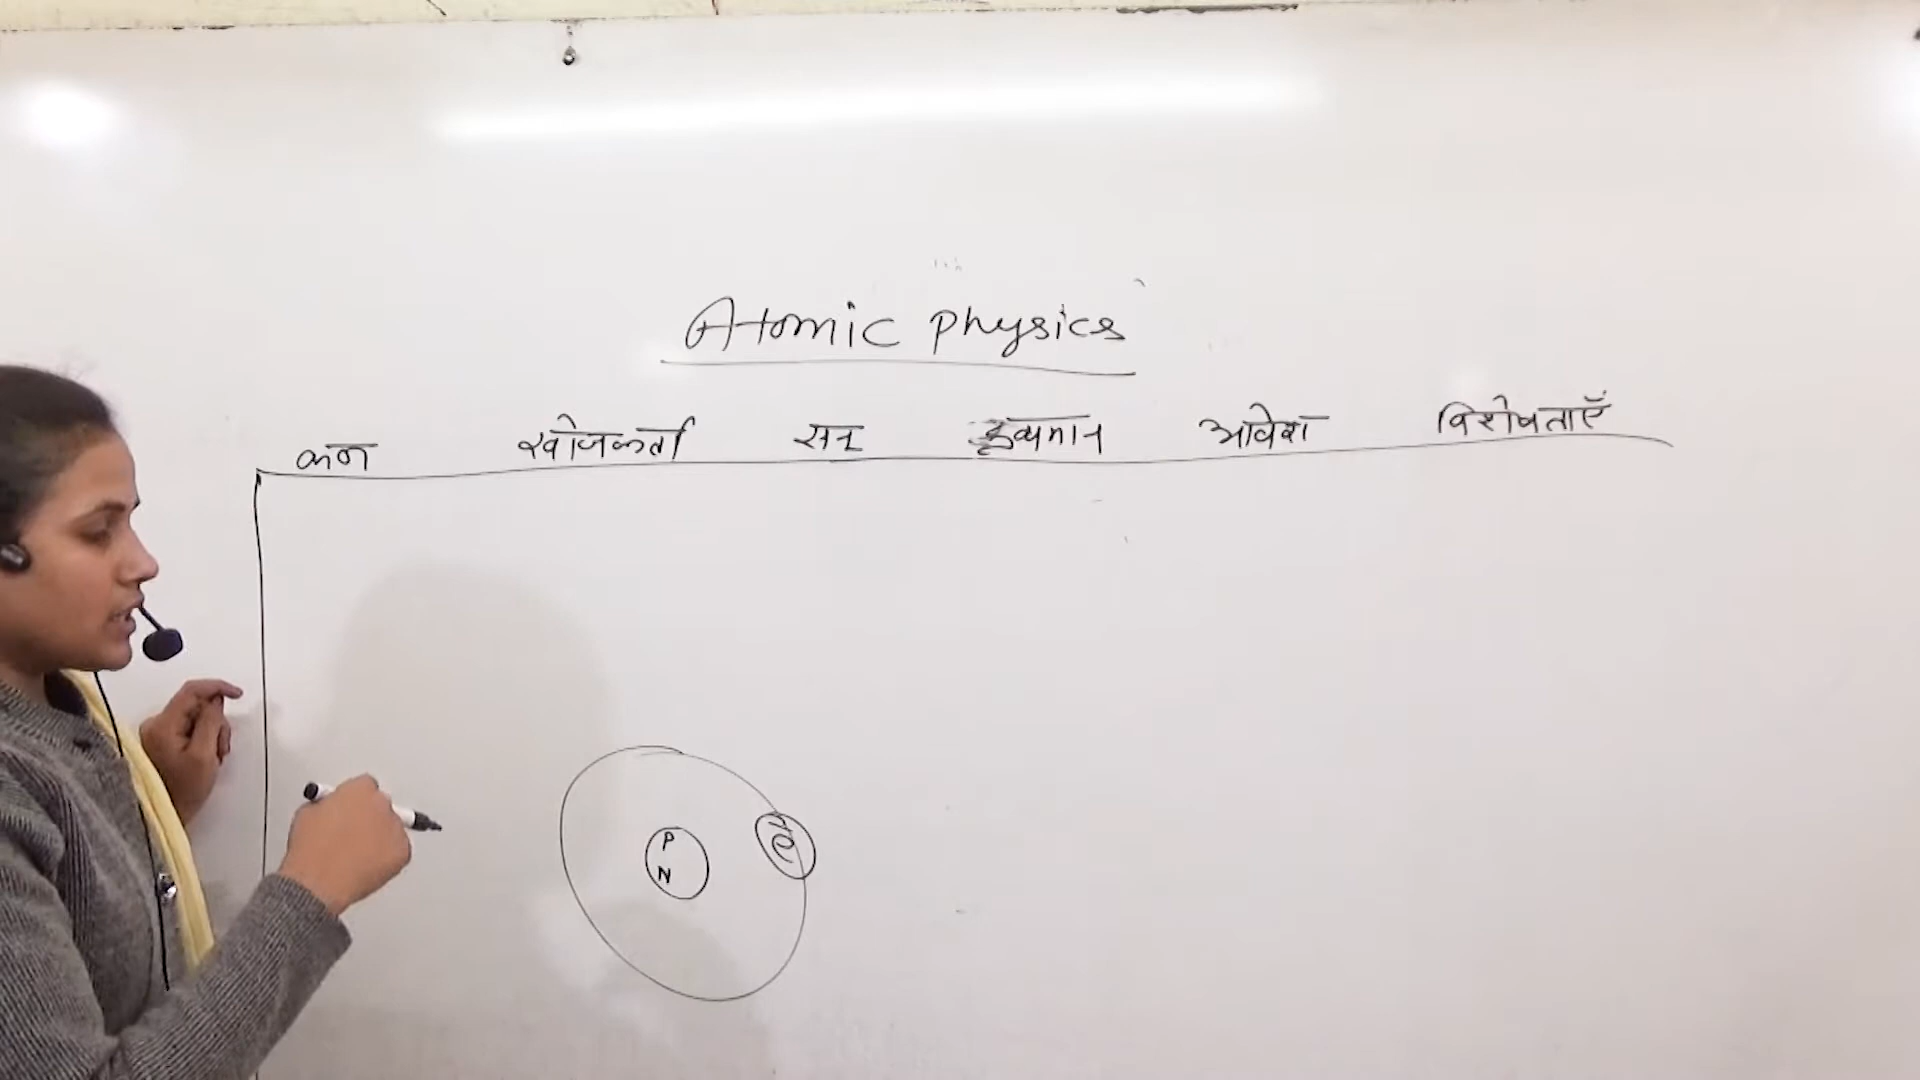 Atomic physics
कण खोजकर्ता सन् द्रव्यमान आवेश विशेषताएँ
P
N
e